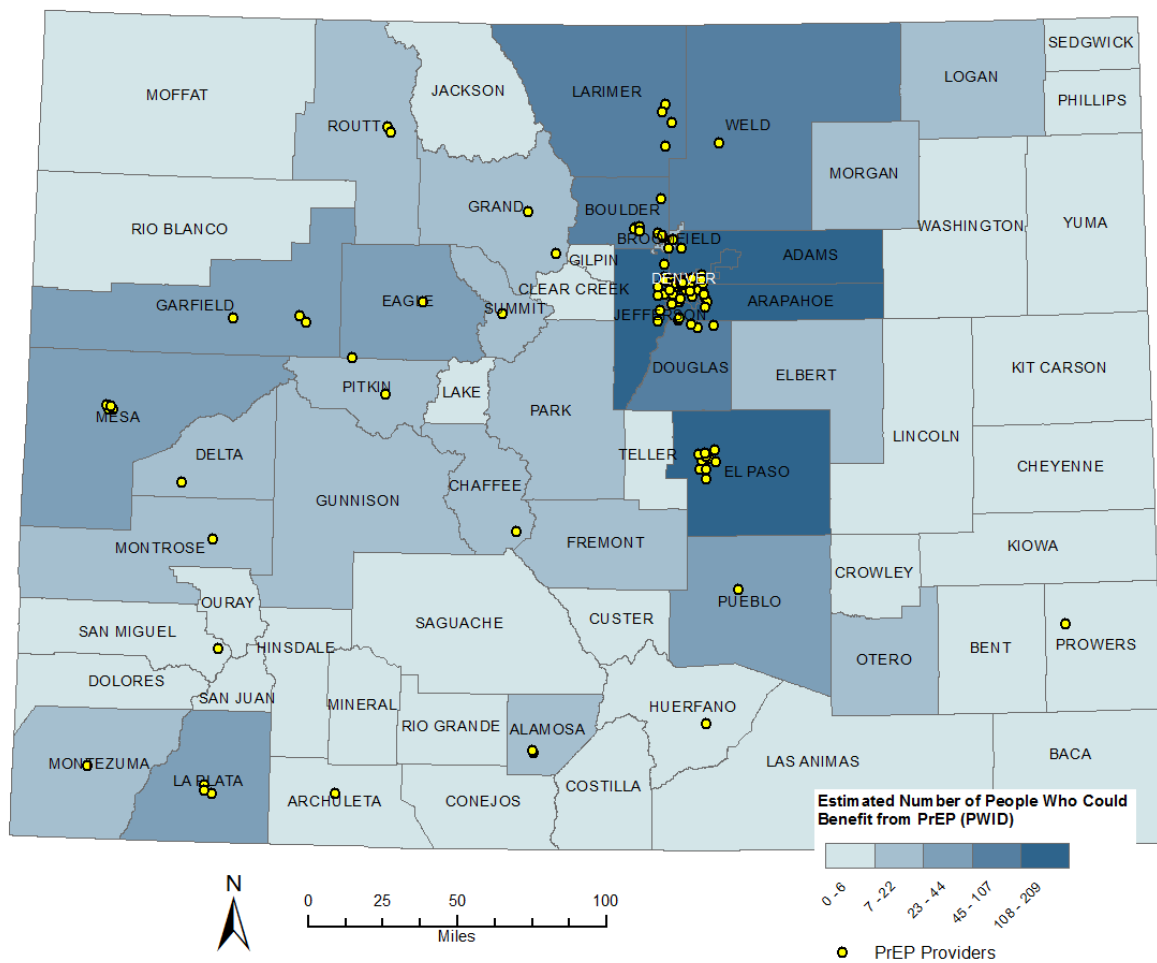 SEDGWICK
LOGAN
JACKSON
LARIMER
MOFFAT
PHILLIPS
ROUTT
WELD
MORGAN
GRAND
BOULDER
WASHINGTON
YUMA
RIO BLANCO
BROOMFIELD
GILPIN
ADAMS
DENVER
CLEAR CREEK
EAGLE
GARFIELD
SUMMIT
ARAPAHOE
JEFFERSON
DOUGLAS
ELBERT
KIT CARSON
PITKIN
LAKE
PARK
MESA
LINCOLN
DELTA
TELLER
CHEYENNE
EL PASO
CHAFFEE
GUNNISON
FREMONT
MONTROSE
KIOWA
CROWLEY
OURAY
PUEBLO
CUSTER
SAGUACHE
SAN MIGUEL
HINSDALE
PROWERS
BENT
OTERO
DOLORES
SAN JUAN
MINERAL
HUERFANO
RIO GRANDE
ALAMOSA
BACA
MONTEZUMA
LAS ANIMAS
LA PLATA
COSTILLA
ARCHULETA
CONEJOS
Estimated Number of People Who Could
Benefit from PrEP (PWID)
0 - 6
7 - 22
23 - 44
45 - 107
108 - 209
PrEP Providers
N
0 25 50 100
Miles